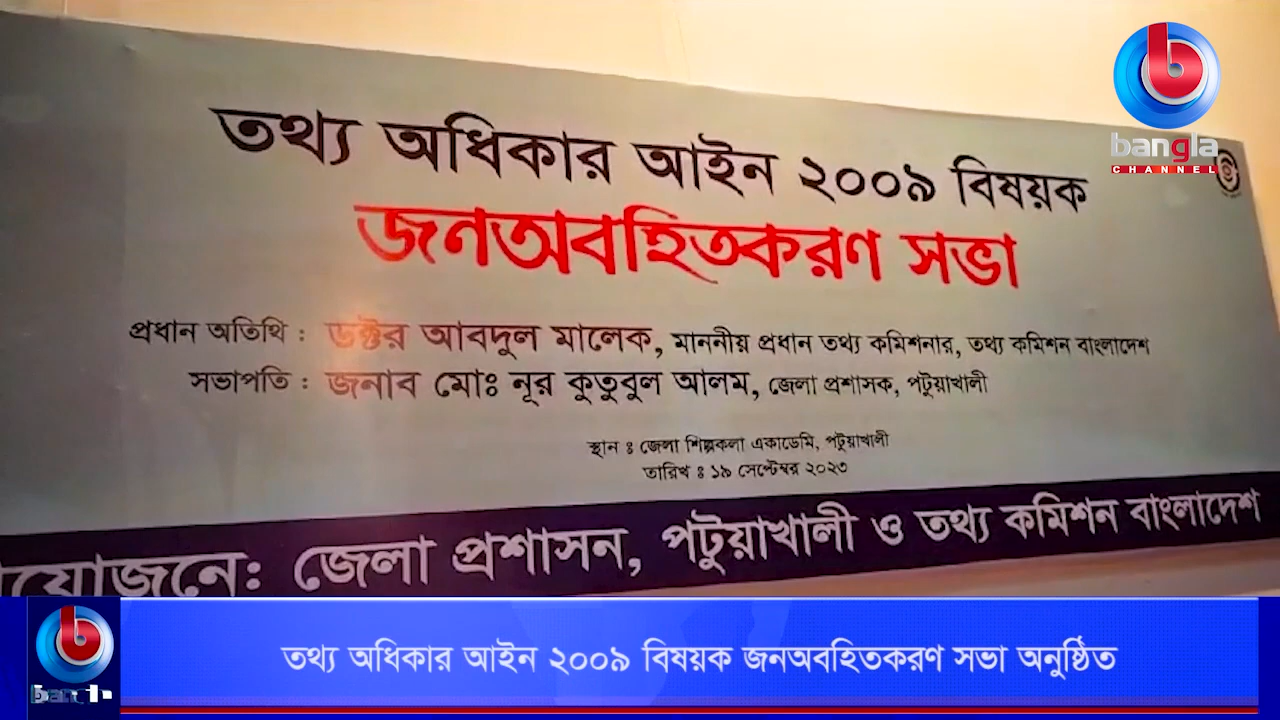 bangla
CHANNEL
তথ্য অধিকার আইন ২০০৯ বিষয়ক
জনঅবহিতকরণ সভা
প্রধান অতিথি : ডক্টর আবদুল মালেক, মাননীয় প্রধান তথ্য কমিশনার, তথ্য কমিশন বাংলাদেশ
সভাপতি : জনাব মোঃ নূর কুতুবুল আলম, জেলা প্রশাসক, পটুয়াখালী
স্থান ঃ জেলা শিল্পকলা একাডেমি, পটুয়াখালী
তারিখ ঃ ১৯ সেপ্টেম্বর ২০২৩
জেলা প্রশাসন, পটুয়াখালী ও তথ্য কমিশন বাংলাদেশ
তথ্য অধিকার আইন ২০০৯ বিষয়ক জনঅবহিতকরণ সভা অনুষ্ঠিত